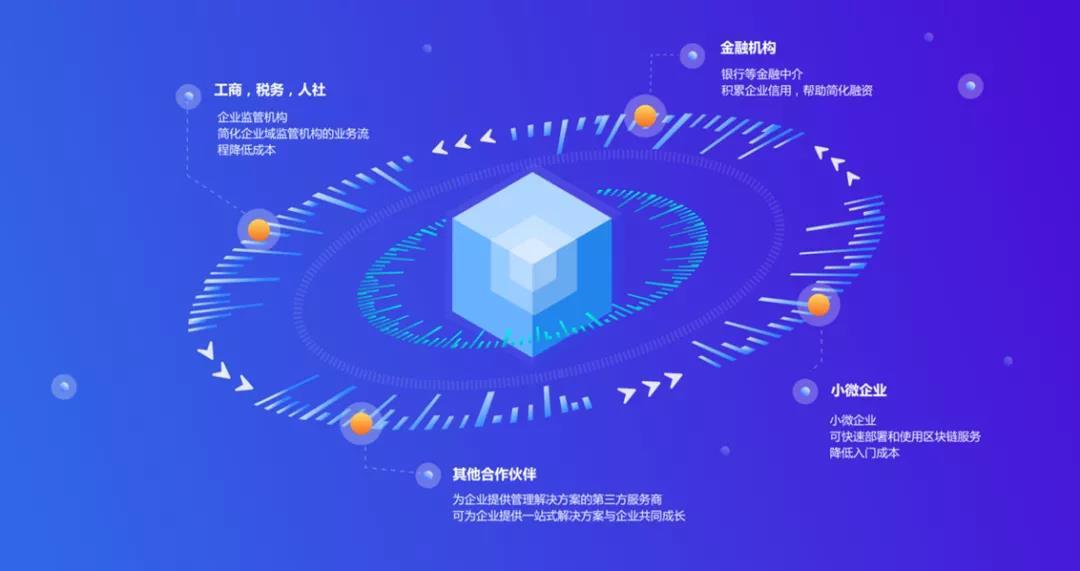 工商，税务，人社
企业监管机构
简化企业域监管机构的业务流
程降低成本
金融机构
银行等金融中介
积累企业信用，帮助简化融资
小微企业
小微企业
可快速部署和使用区块链服务
降低入门成本
其他合作伙伴
为企业提供管理解决方案的第三方服务商
可为企业提供一站式解决方案与企业共同成长